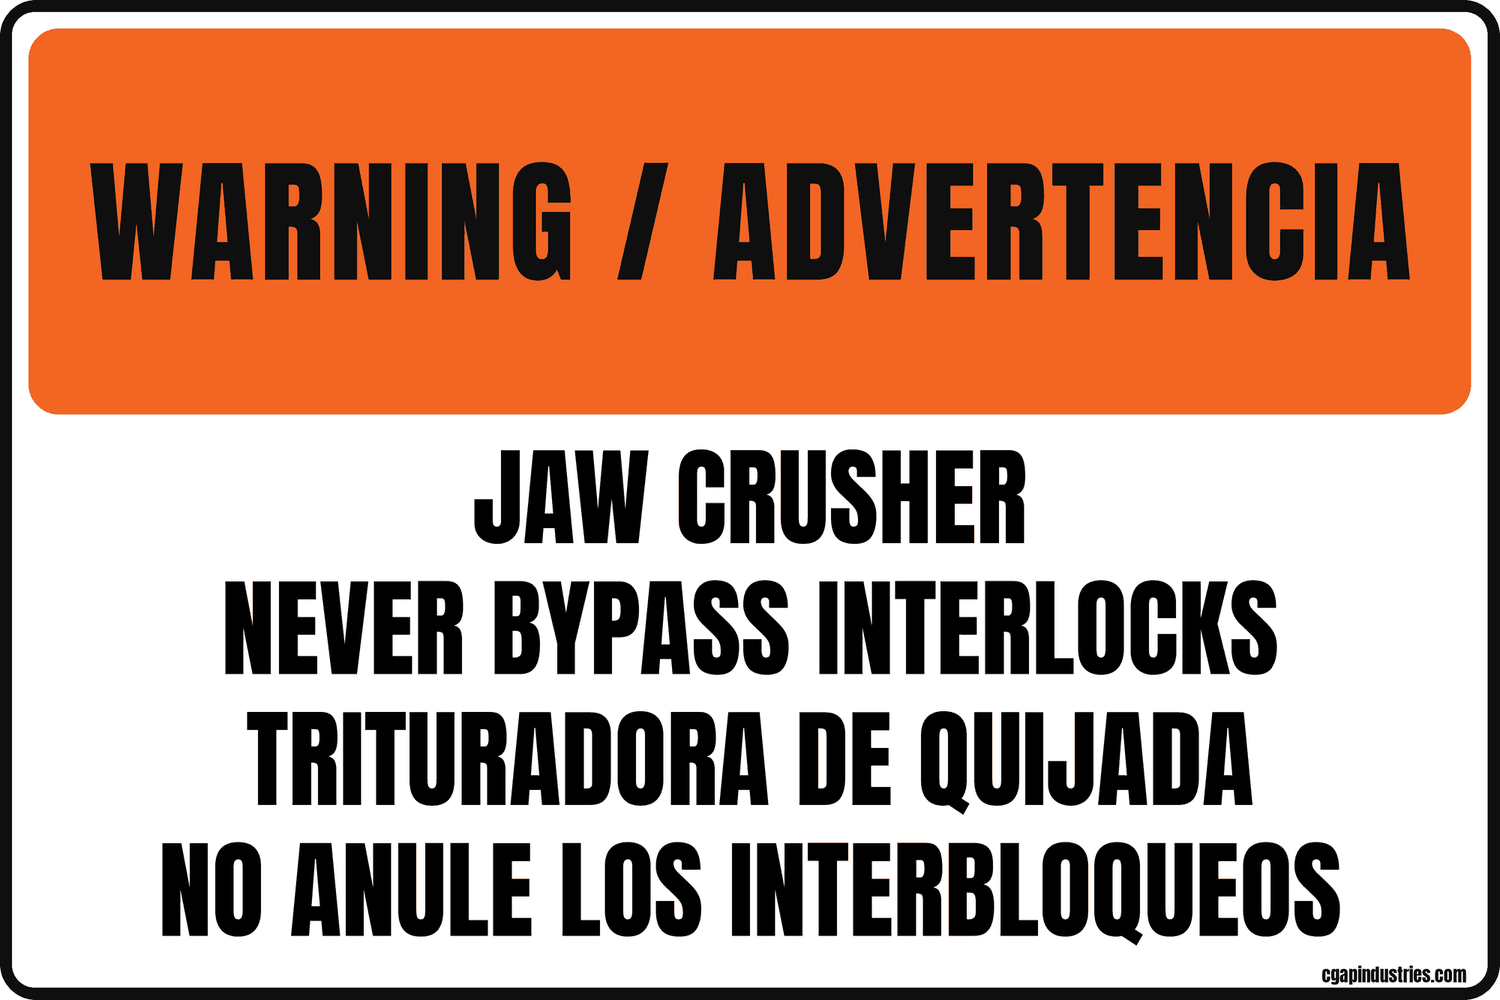 WARNING / ADVERTENCIA
JAW CRUSHER
NEVER BYPASS INTERLOCKS
TRITURADORA DE QUIJADA
NO ANULE LOS INTERBLOQUEOS
cgapindustries.com